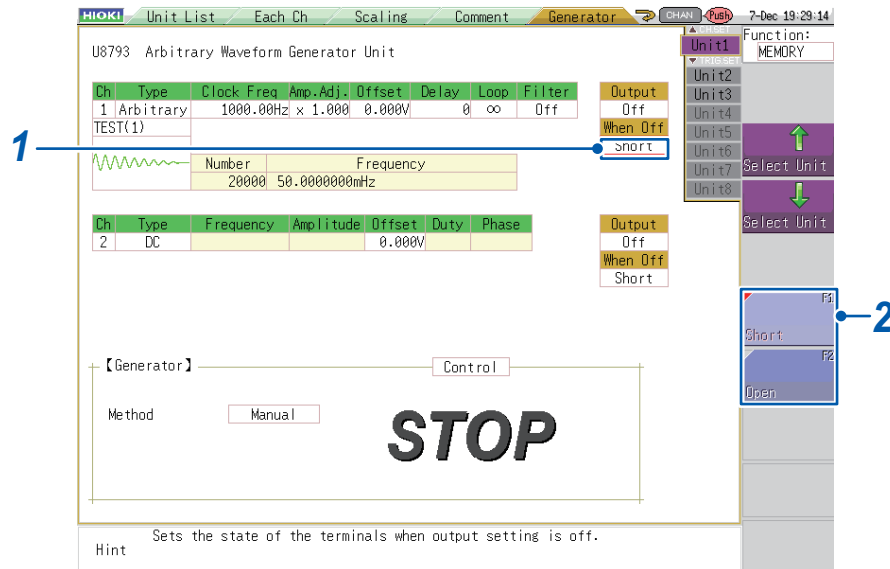 HIOKI Unit List Each Ch Scaling Comment Generator CHAN Push 7-Dec 19:29:14
▲ CH.SET
Unit1
▼ TRIG.SET
Unit2
Unit3
Unit4
Unit5
Unit6
Unit7
Unit8
Function:
MEMORY
U8793 Arbitrary Waveform Generator Unit
Ch Type Clock Freq Amp.Adj. Offset Delay Loop Filter
1 Arbitrary 1000.00Hz × 1.000 0.000V 0 ∞ Off
TEST(1)
Number Frequency
20000 50.0000000mHz
Output
Off
When Off
Short
1
Ch Type Frequency Amplitude Offset Duty Phase
2 DC 0.000V
Output
Off
When Off
Short
Select Unit
Select Unit
F1
Short
F2
Open
2
【Generator】 Control
Method Manual
STOP
Hint Sets the state of the terminals when output setting is off.